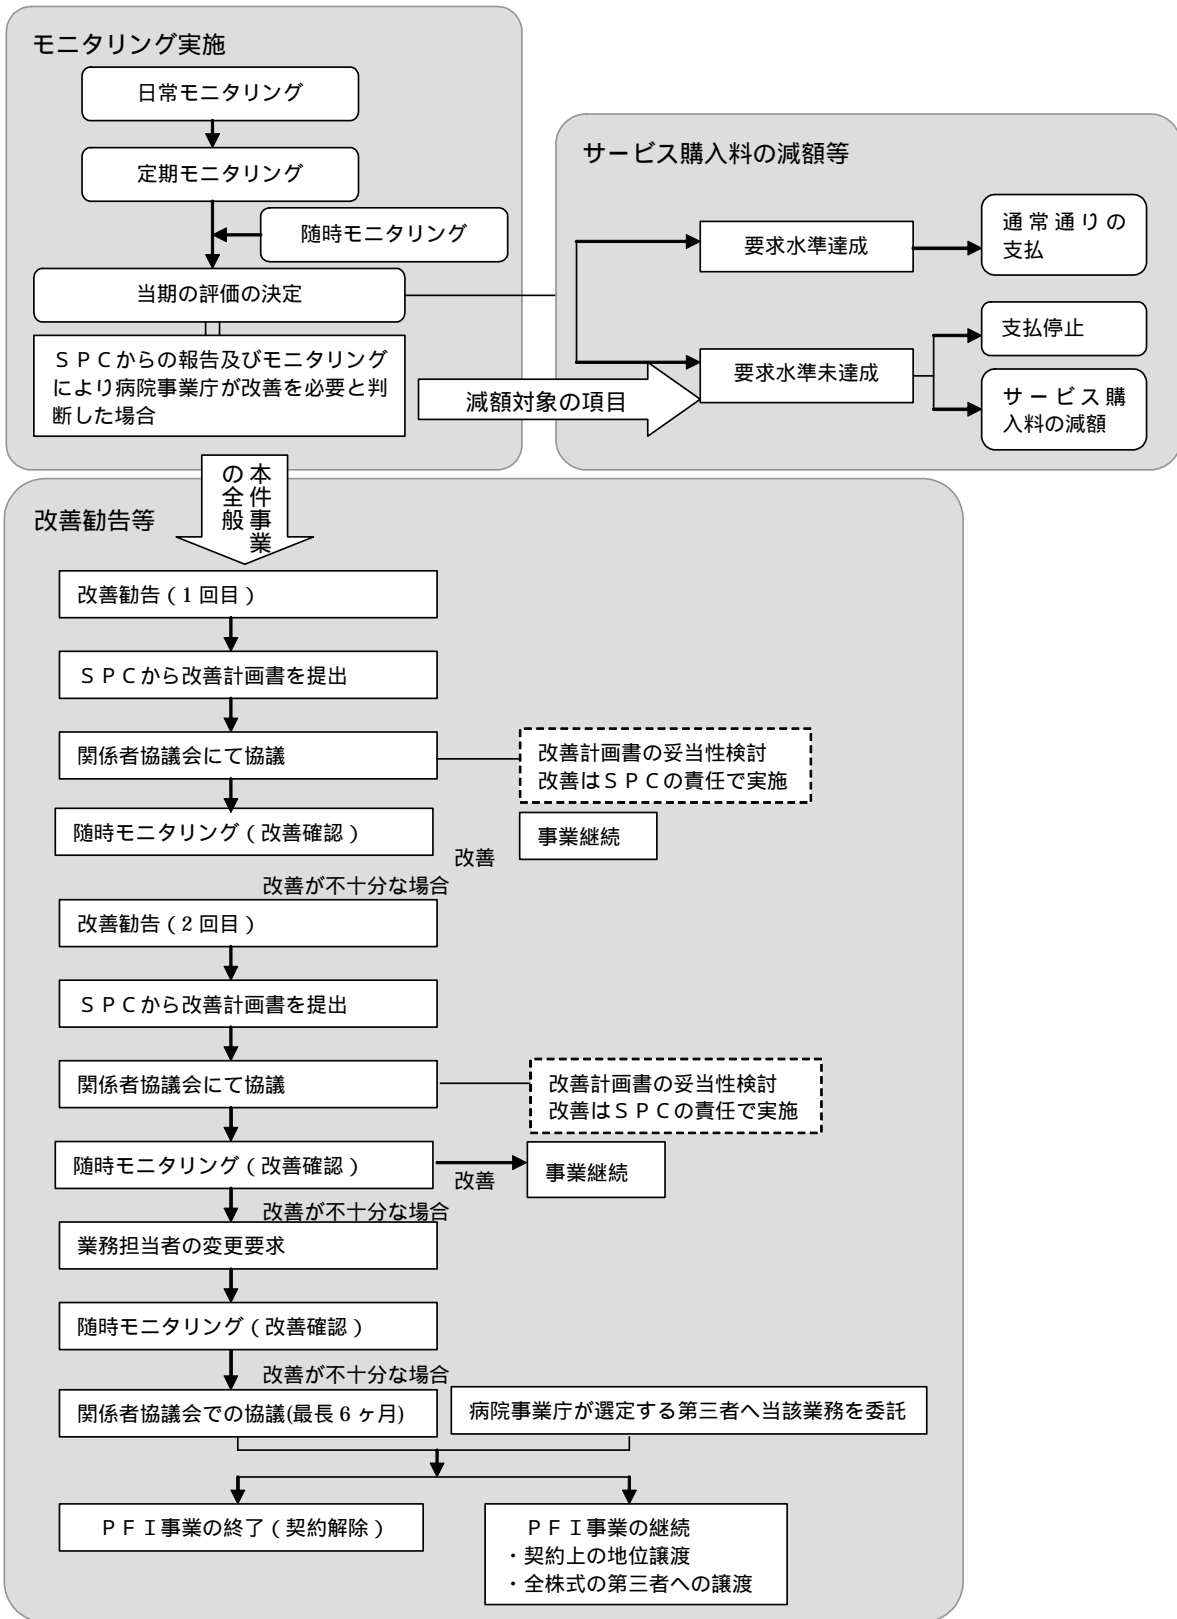 モニタリング実施
日常モニタリング
定期モニタリング
随時モニタリング
当期の評価の決定
ＳＰＣからの報告及びモニタリング
により病院事業庁が改善を必要と判
断した場合
サービス購入料の減額等
要求水準達成
通常通りの
支払
支払停止
要求水準未達成
サービス購
入料の減額
減額対象の項目
本件事業
の全般
改善勧告等
改善勧告（１回目）
ＳＰＣから改善計画書を提出
関係者協議会にて協議
改善計画書の妥当性検討
改善はＳＰＣの責任で実施
随時モニタリング（改善確認）
改善
事業継続
改善が不十分な場合
改善勧告（２回目）
ＳＰＣから改善計画書を提出
関係者協議会にて協議
改善計画書の妥当性検討
改善はＳＰＣの責任で実施
随時モニタリング（改善確認）
改善
事業継続
改善が不十分な場合
業務担当者の変更要求
随時モニタリング（改善確認）
改善が不十分な場合
関係者協議会での協議(最長６ヶ月)
病院事業庁が選定する第三者へ当該業務を委託
ＰＦＩ事業の終了（契約解除）
ＰＦＩ事業の継続
・契約上の地位譲渡
・全株式の第三者への譲渡